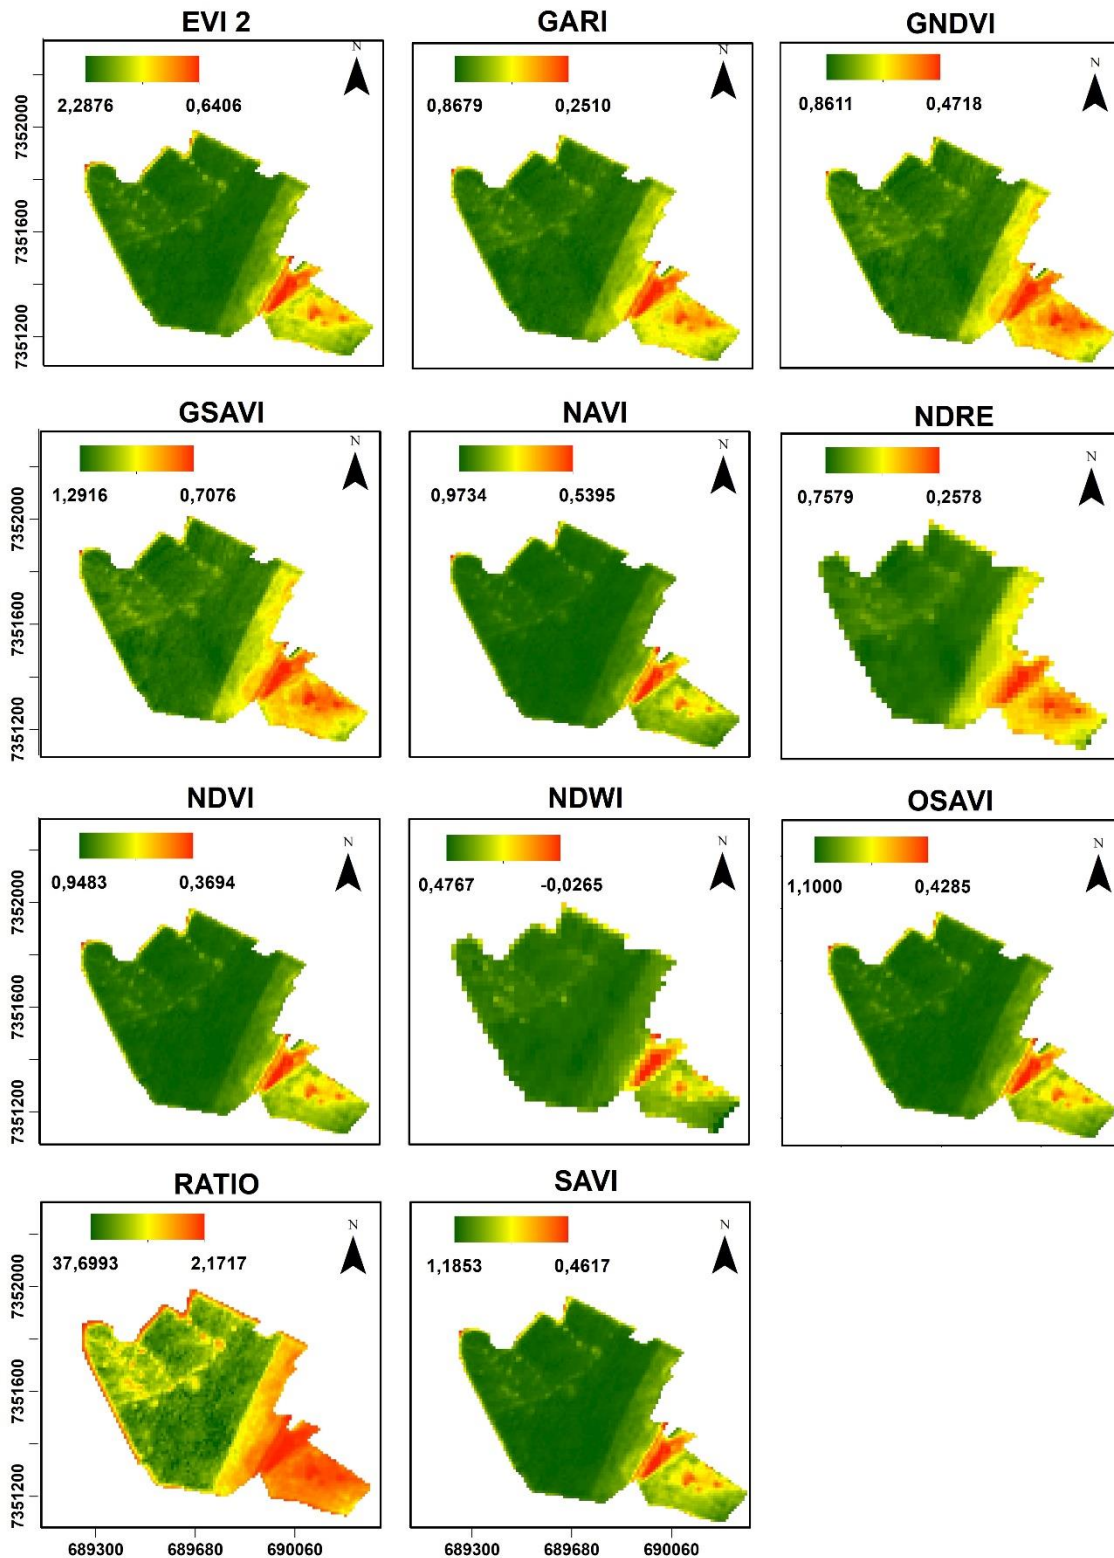 EVI 2 GARI GNDVI
N N N
2,2876 0,6406 0,8679 0,2510 0,8611 0,4718
7352000
7351600
7351200
GSAVI NAVI NDRE
N N N
1,2916 0,7076 0,9734 0,5395 0,7579 0,2578
7352000
7351600
7351200
NDVI NDWI OSAVI
N N N
0,9483 0,3694 0,4767 -0,0265 1,1000 0,4285
7352000
7351600
7351200
RATIO SAVI
N N
37,6993 2,1717 1,1853 0,4617
7352000
7351600
7351200
689300 689680 690060 689300 689680 690060